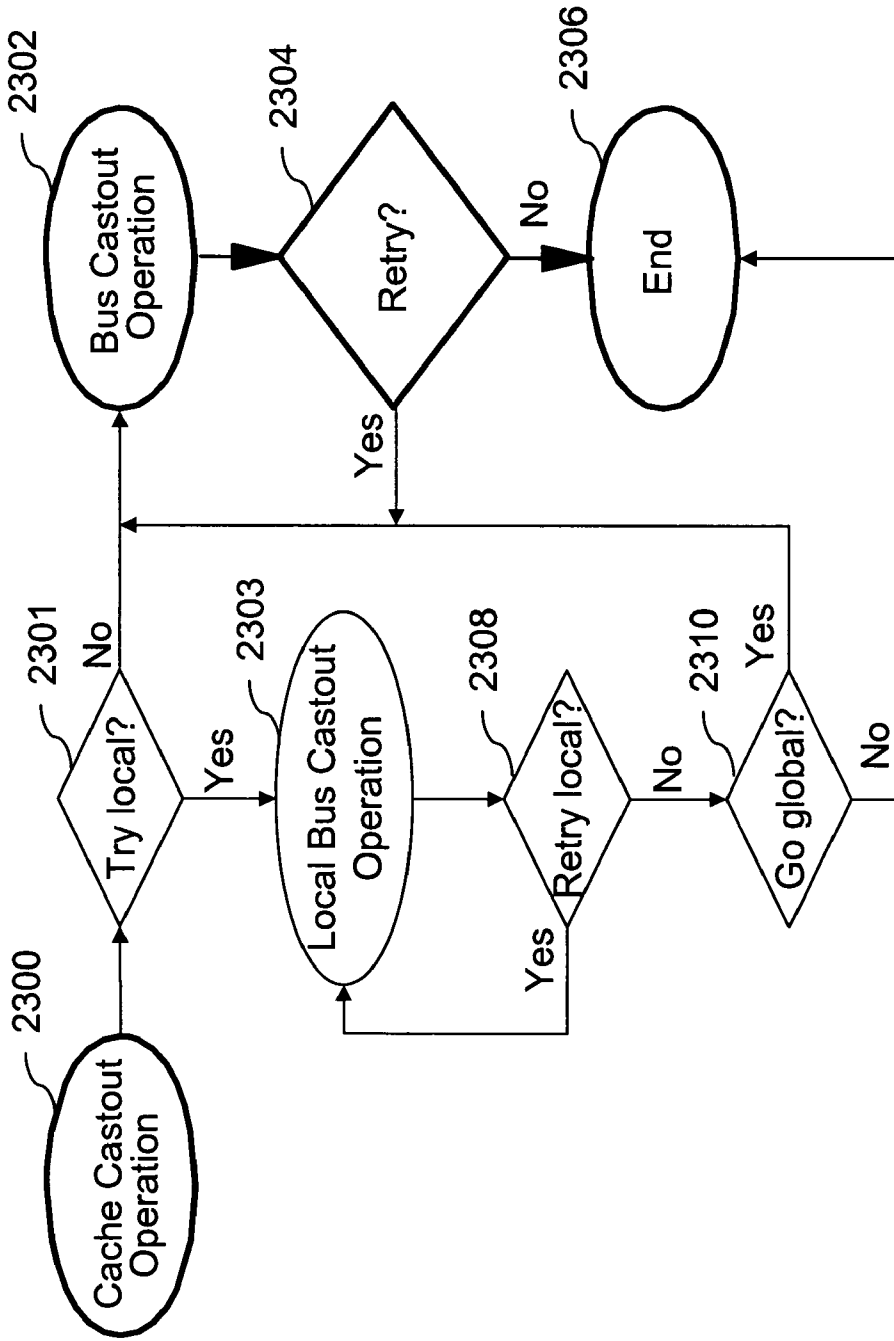 2300
Cache Castout
Operation
2301
Try local?
No
Yes
2302
Bus Castout
Operation
2303
Local Bus Castout
Operation
2304
Retry?
Yes
No
2308
Retry local?
Yes
No
2306
End
2310
Go global?
Yes
No